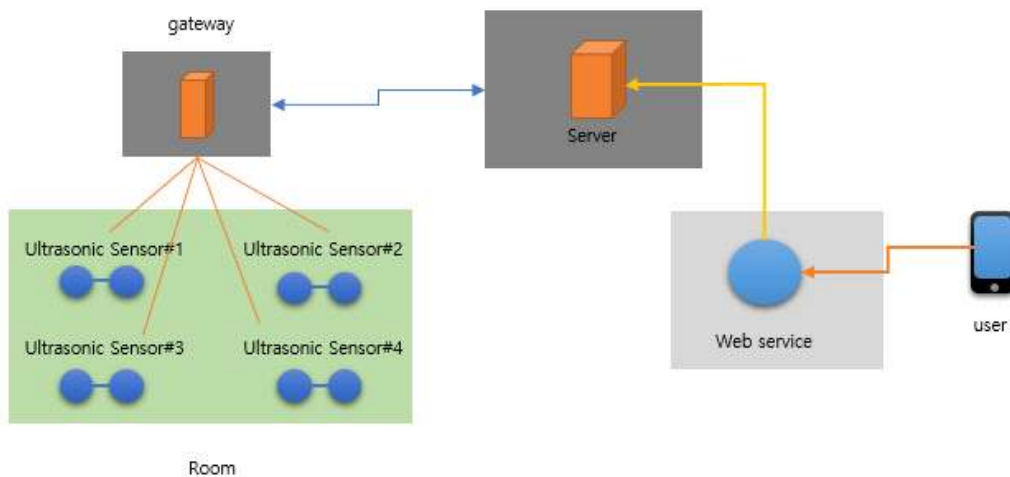 gateway
Server
Ultrasonic Sensor#1
Ultrasonic Sensor#2
Ultrasonic Sensor#3
Ultrasonic Sensor#4
Web service
user
Room